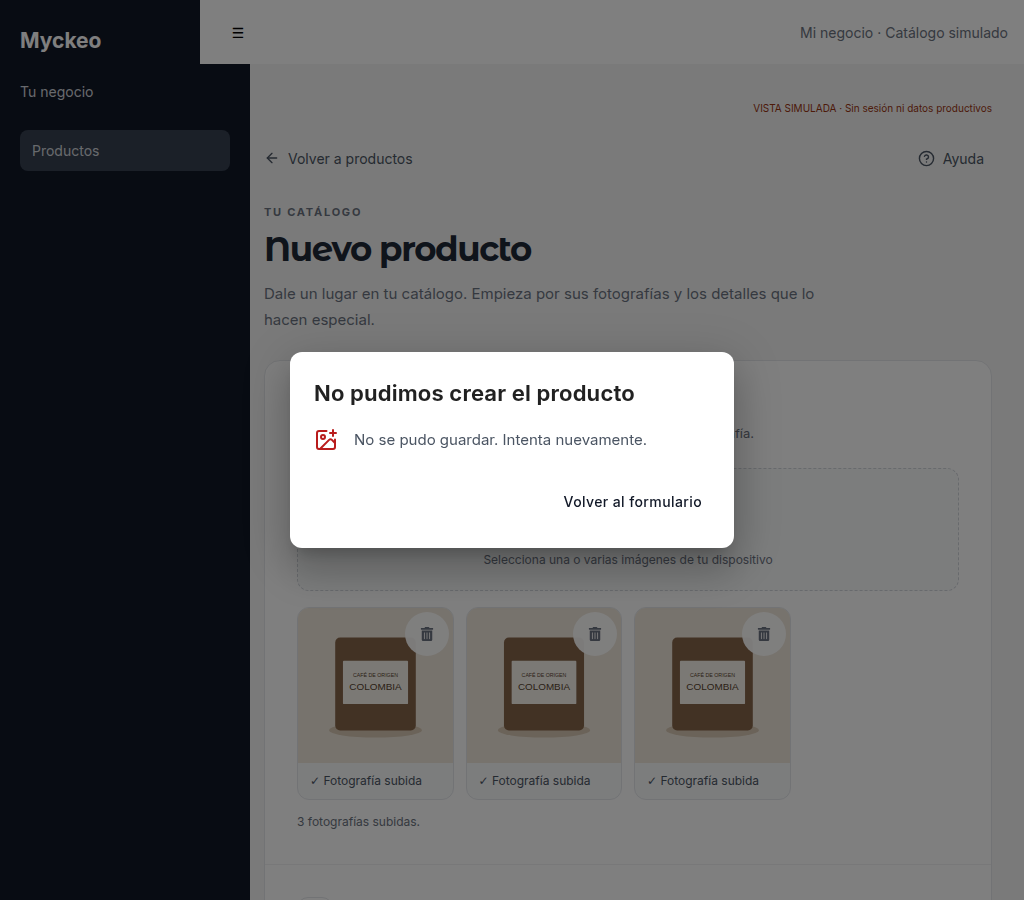 Myckeo
☰
Mi negocio · Catálogo simulado
Tu negocio
VISTA SIMULADA · Sin sesión ni datos productivos
Productos
Volver a productos
Ayuda
TU CATÁLOGO
Nuevo producto
Dale un lugar en tu catálogo. Empieza por sus fotografías y los detalles que lo
hacen especial.
No pudimos crear el producto
fía.
No se pudo guardar. Intenta nuevamente.
Volver al formulario
Selecciona una o varias imágenes de tu dispositivo
CAFÉ DE ORIGEN
COLOMBIA
CAFÉ DE ORIGEN
COLOMBIA
CAFÉ DE ORIGEN
COLOMBIA
✓ Fotografía subida
✓ Fotografía subida
✓ Fotografía subida
3 fotografías subidas.